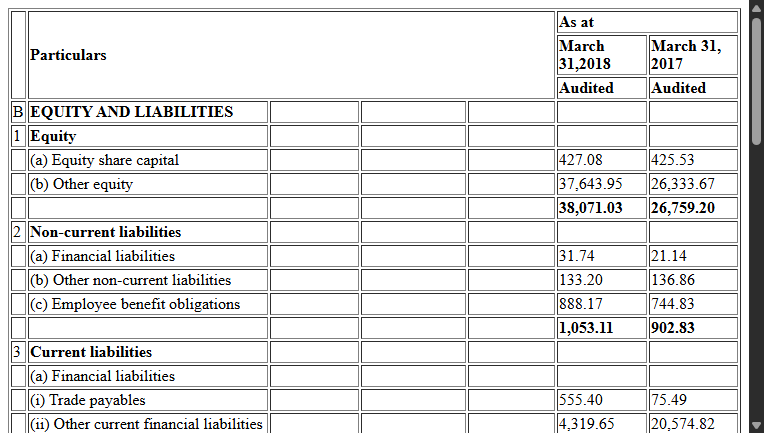 Particulars
As at
March 31,2018
March 31, 2017
Audited Audited
B EQUITY AND LIABILITIES
1 Equity
(a) Equity share capital 427.08 425.53
(b) Other equity 37,643.95 26,333.67
38,071.03 26,759.20
2 Non-current liabilities
(a) Financial liabilities 31.74 21.14
(b) Other non-current liabilities 133.20 136.86
(c) Employee benefit obligations 888.17 744.83
1,053.11 902.83
3 Current liabilities
(a) Financial liabilities
(i) Trade payables 555.40 75.49
(ii) Other current financial liabilities 4,319.65 20,574.82